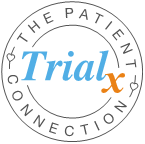 THE PATIENT
Trialx
CONNECTION